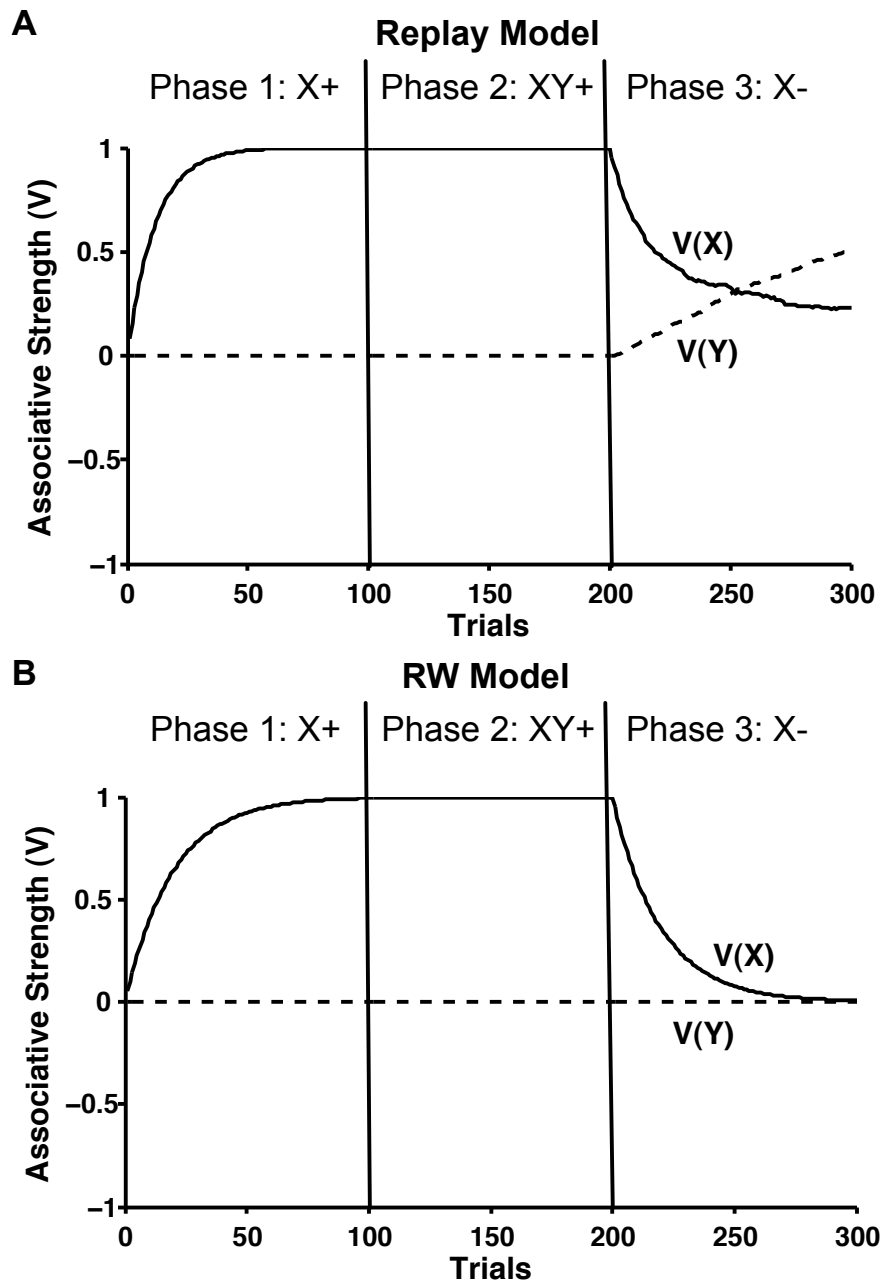 A
Replay Model
Phase 1: X+ Phase 2: XY+ Phase 3: X-
Associative Strength (V)
1
0.5
0
−0.5
−1
V(X)
V(Y)
0 50 100 150 200 250 300
Trials
B
RW Model
Phase 1: X+ Phase 2: XY+ Phase 3: X-
Associative Strength (V)
1
0.5
0
−0.5
−1
V(X)
V(Y)
0 50 100 150 200 250 300
Trials